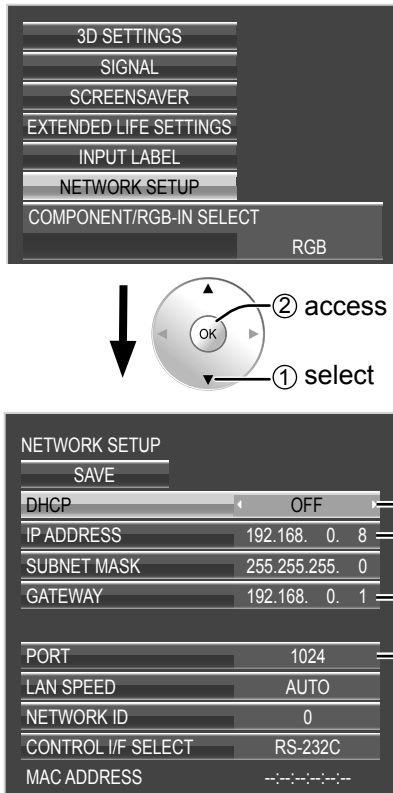 3D SETTINGS
SIGNAL
SCREENSAVER
EXTENDED LIFE SETTINGS
INPUT LABEL
NETWORK SETUP
COMPONENT/RGB-IN SELECT
RGB
② access
OK
① select
NETWORK SETUP
SAVE
DHCP OFF
IP ADDRESS 192.168. 0. 8
SUBNET MASK 255.255.255. 0
GATEWAY 192.168. 0. 1
PORT 1024
LAN SPEED AUTO
NETWORK ID 0
CONTROL I/F SELECT RS-232C
MAC ADDRESS --:--:--:--:--:--